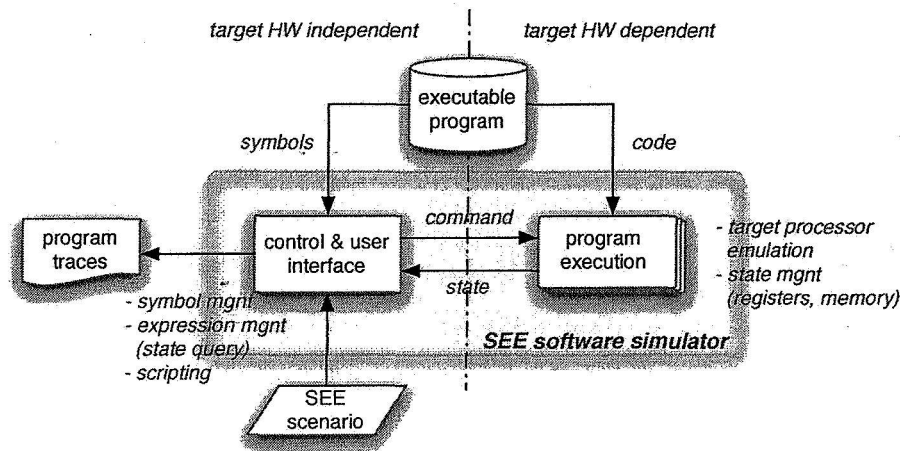 target HW independent
target HW dependent
executable
program
symbols
code
program
traces
control & user
interface
command
state
program
execution
- target processor
emulation
- state mgnt
(registers, memory)
- symbol mgnt
- expression mgnt
(state query)
- scripting
SEE software simulator
SEE
scenario